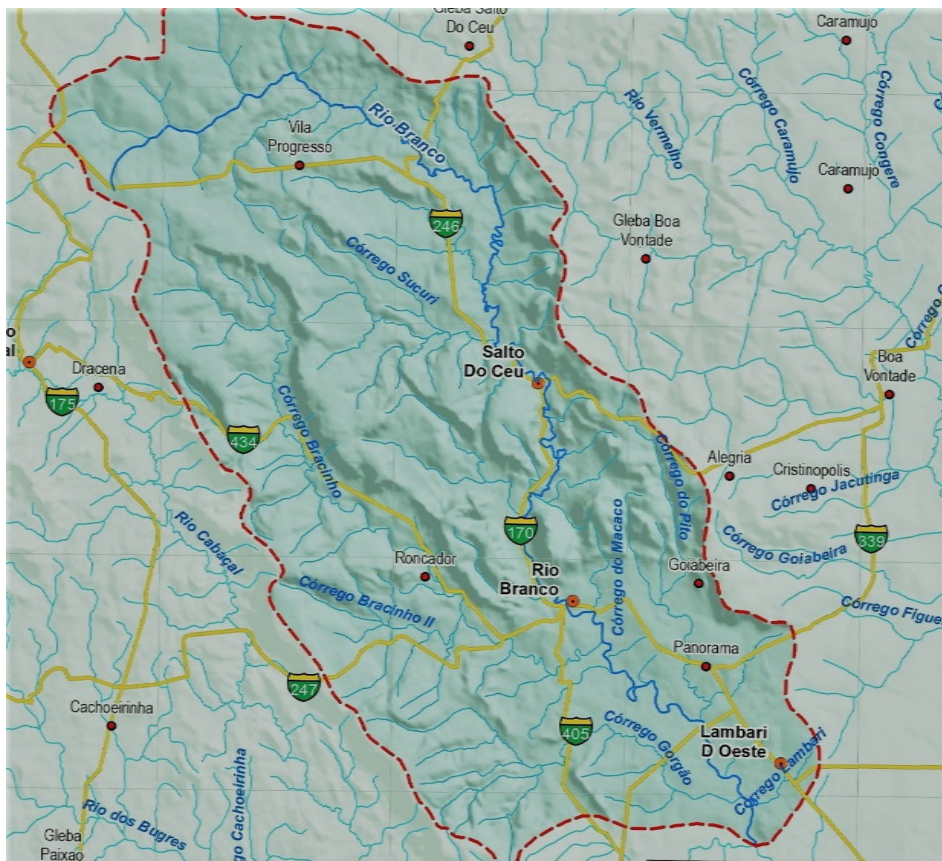 Gleba Salto
Do Ceu
Caramujo
Rio Branco
Vila
Progresso
Rio Vermelho
Córrego Caramujo
Córrego Congere
Caramujo
246
Gleba Boa
Vontade
Córrego Sucuri
Salto
Do Ceu
Boa
Vontade
Dracena
175
434
Córrego Bracinho
Córrego do Pito
Alegria
Cristinopolis
Córrego Jacutinga
Rio Cabaçal
170
Córrego do Macaco
Córrego Goiabeira
339
Roncador
Rio
Branco
Goiabeira
Córrego Bracinho II
Córrego Figue
Panorama
247
Cachoeirinha
405
Córrego Gorgão
Lambari
D Oeste
Córrego Lambari
Rio dos Bugres
go Cachoeirinha
Gleba
Paixao